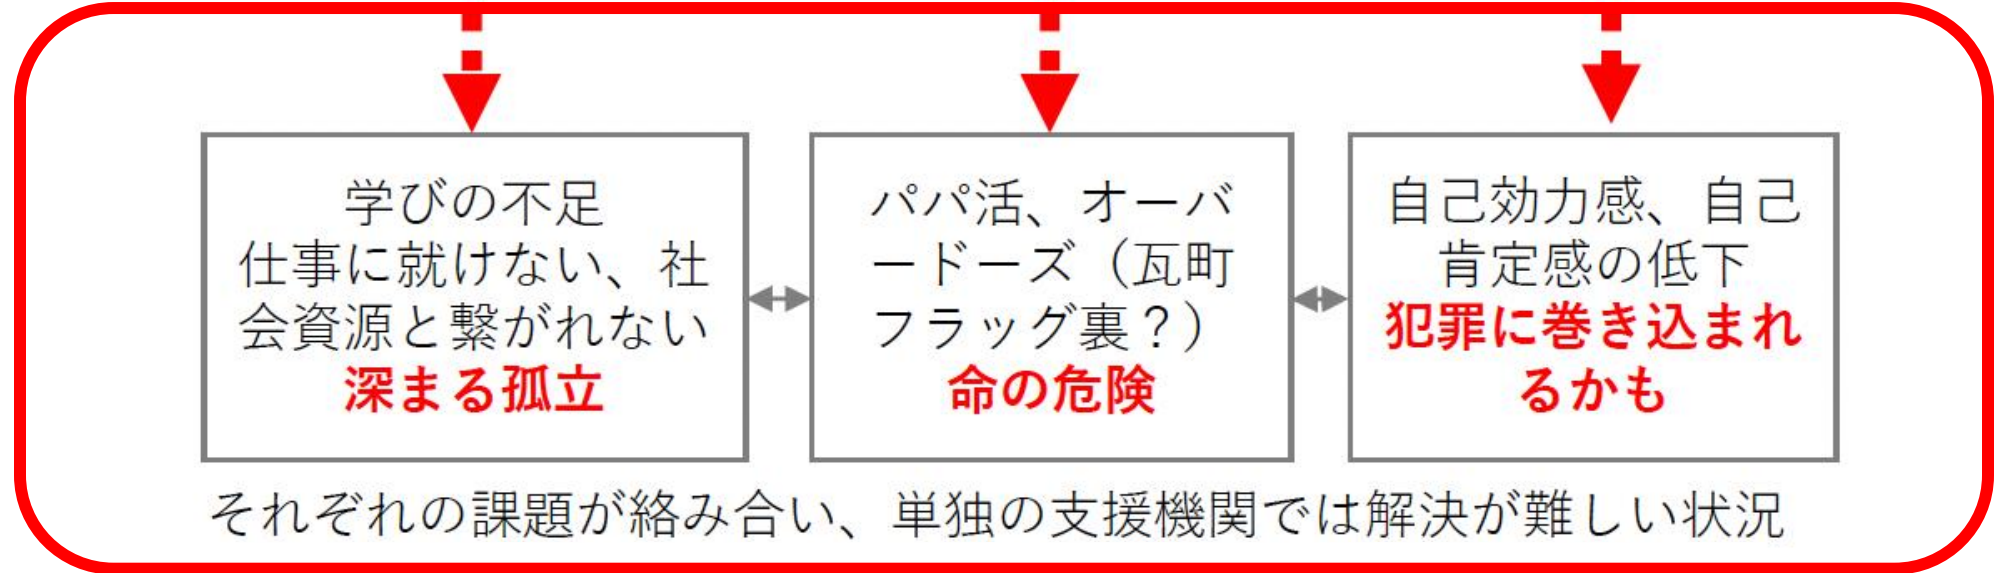 学びの不足
仕事に就けない、社
会資源と繋がれない
深まる孤立
パパ活、オーバ
ードーズ（瓦町
フラッグ裏？）
命の危険
自己効力感、自己
肯定感の低下
犯罪に巻き込まれ
るかも
それぞれの課題が絡み合い、単独の支援機関では解決が難しい状況